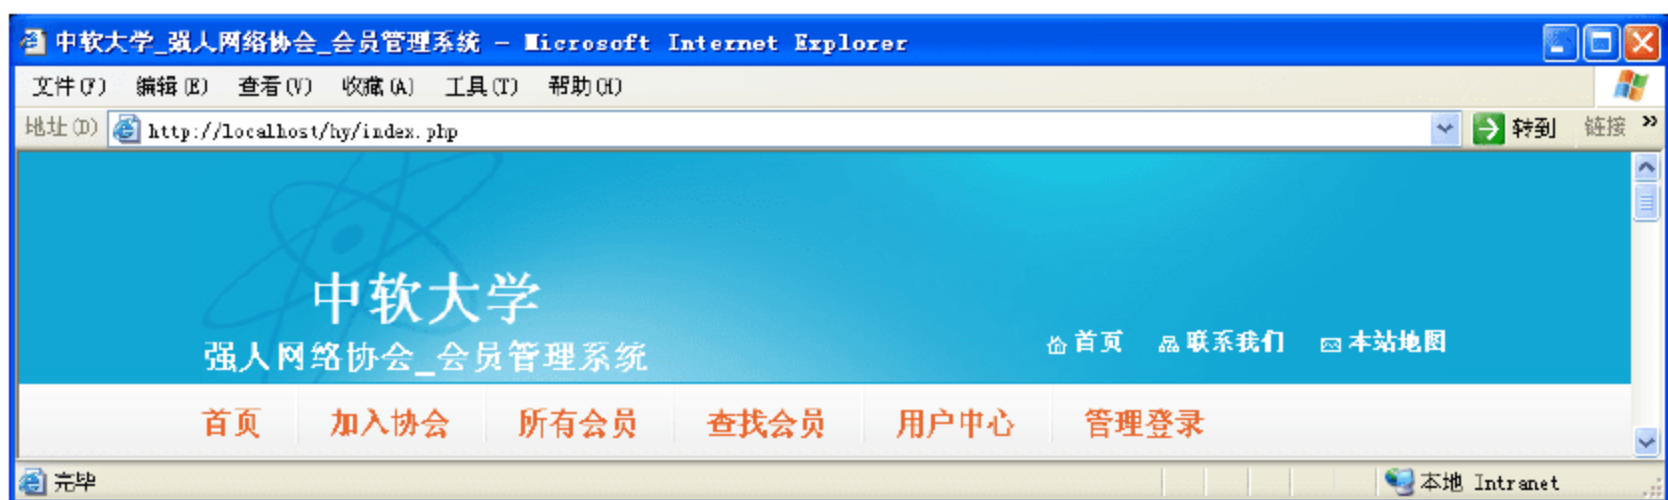 中软大学_强人网络协会_会员管理系统 - Microsoft Internet Explorer
文件(F) 编辑(E) 查看(V) 收藏(A) 工具(T) 帮助(H)
地址(D) http://localhost/hy/index.php 转到 链接 »
中软大学
强人网络协会_会员管理系统
首页 联系我们 本站地图
首页 加入协会 所有会员 查找会员 用户中心 管理登录
完毕 本地 Intranet